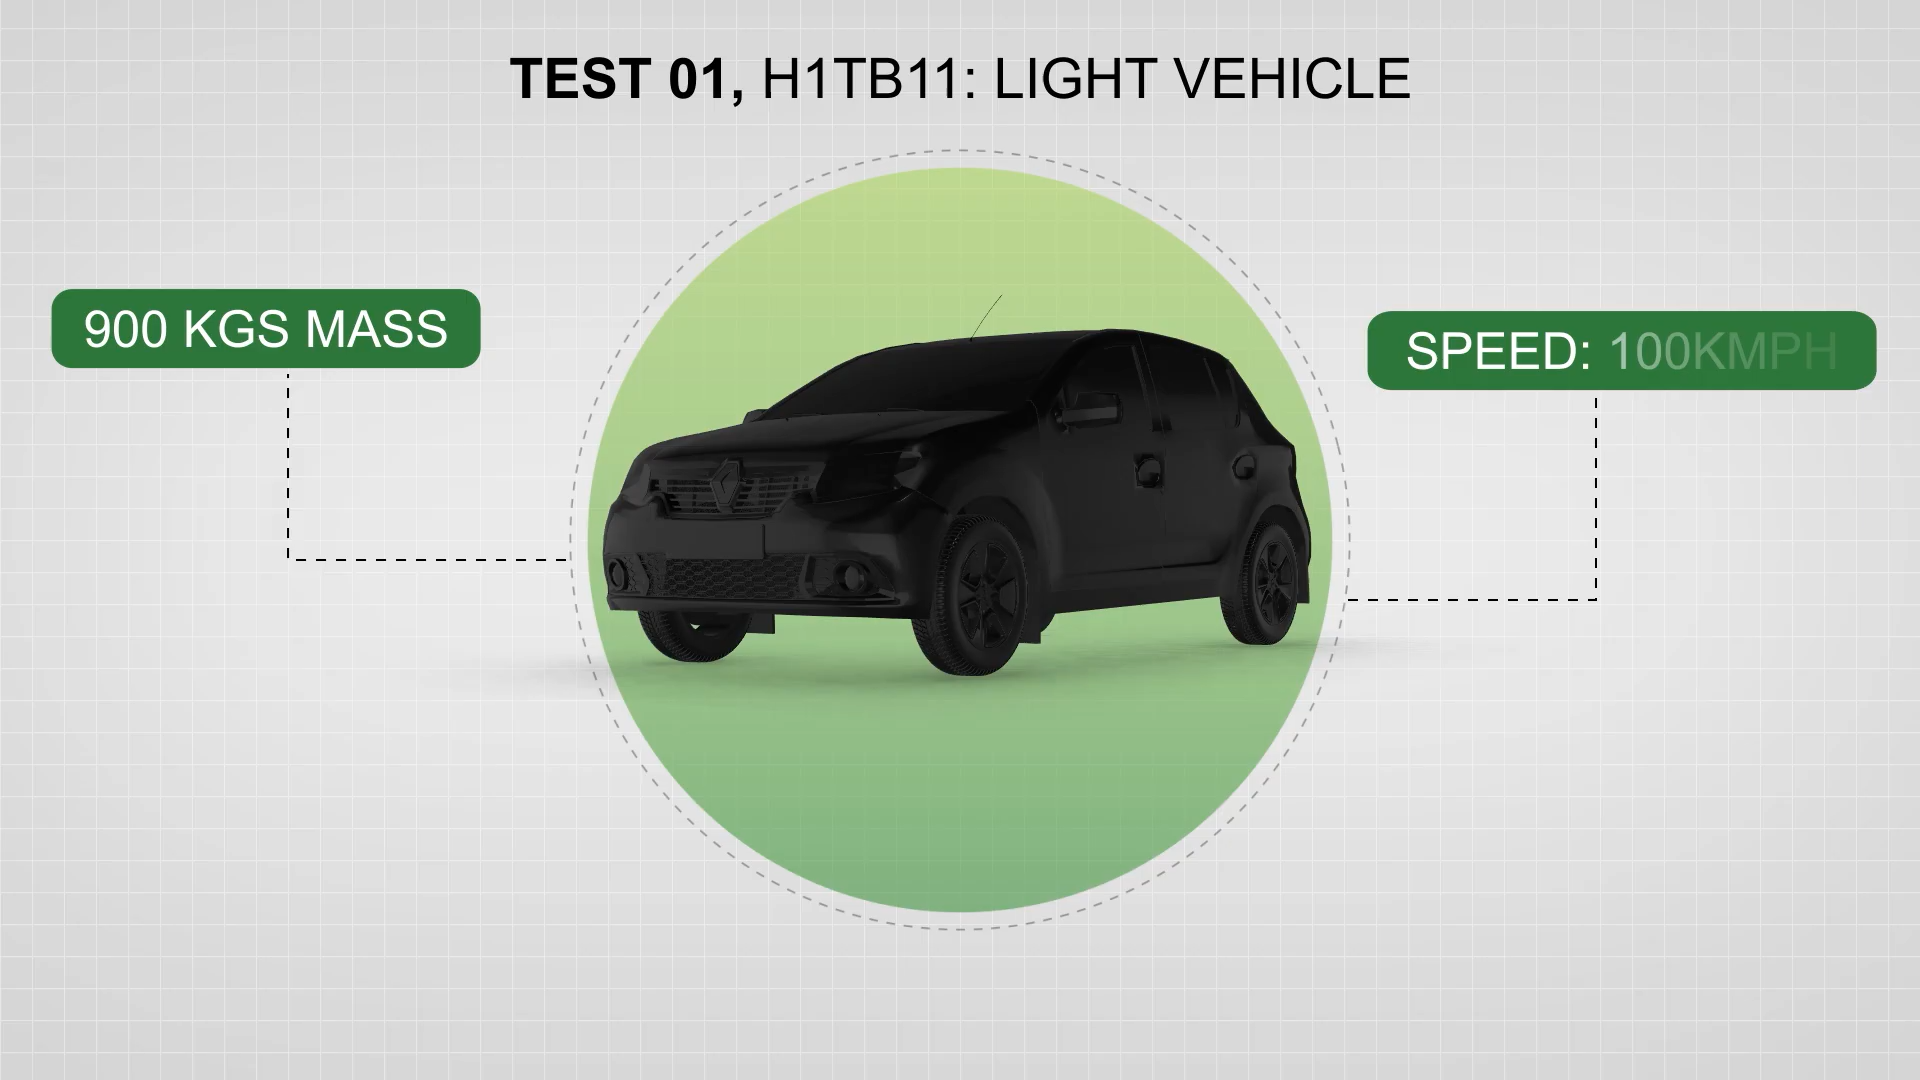 TEST 01, H1TB11: LIGHT VEHICLE
900 KGS MASS
SPEED: 100KMPH